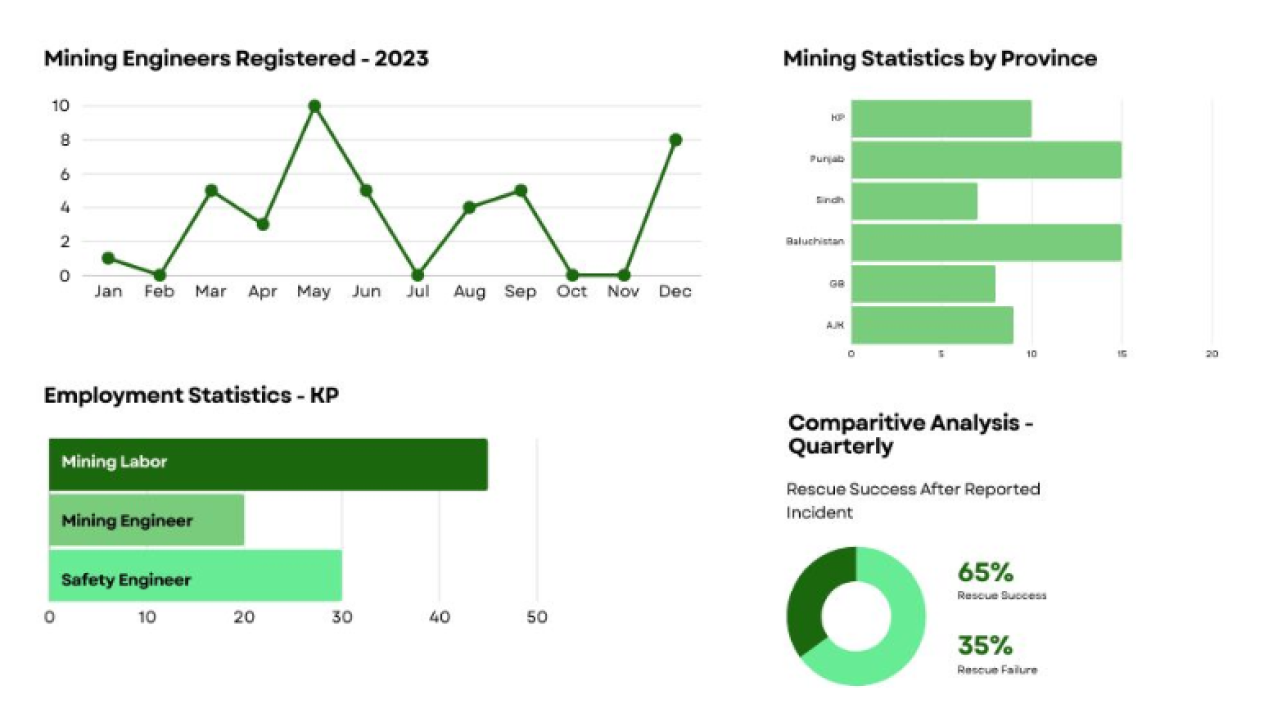 Mining Engineers Registered - 2023
10
8
6
4
2
0
Jan Feb Mar Apr May Jun Jul Aug Sep Oct Nov Dec
Mining Statistics by Province
KP
Punjab
Sindh
Baluchistan
GB
AJK
0 5 10 15 20
Employment Statistics - KP
Mining Labor
Mining Engineer
Safety Engineer
0 10 20 30 40 50
Comparitive Analysis -
Quarterly
Rescue Success After Reported
Incident
65%
Rescue Success
35%
Rescue Failure